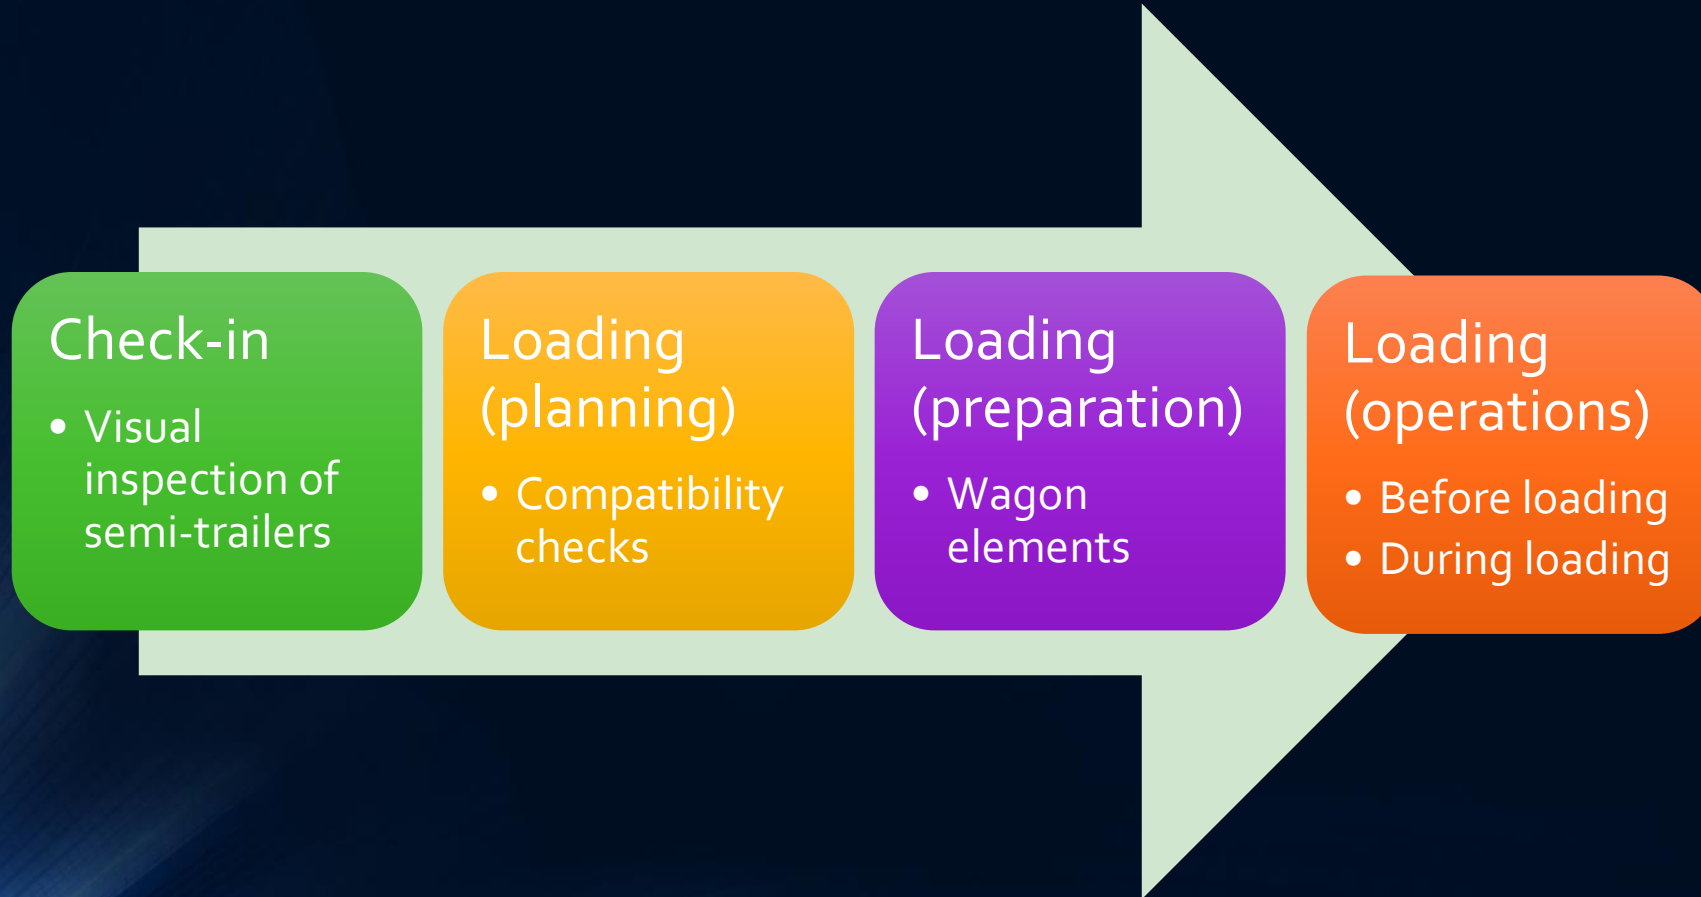 Check-in
• Visual
inspection of
semi-trailers
Loading
(planning)
• Compatibility
checks
Loading
(preparation)
• Wagon
elements
Loading
(operations)
• Before loading
• During loading